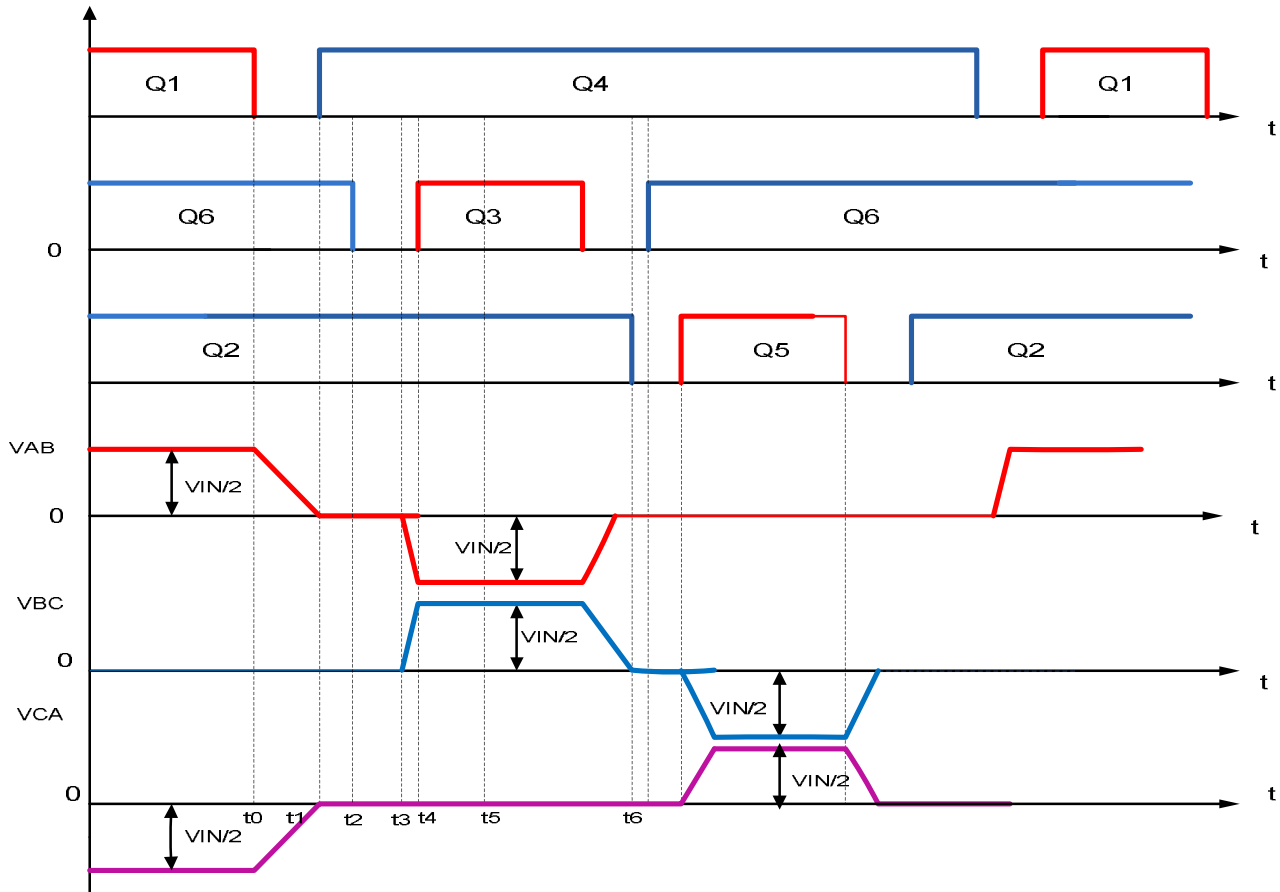 Q1 Q4 Q1
t
Q6 Q3 Q6
0
t
Q2 Q5 Q2
t
VAB
VIN/2
0
VIN/2
t
VBC
VIN/2
0
t
VCA
VIN/2
0
VIN/2
t
t0 t1 t2 t3 t4 t5 t6
VIN/2